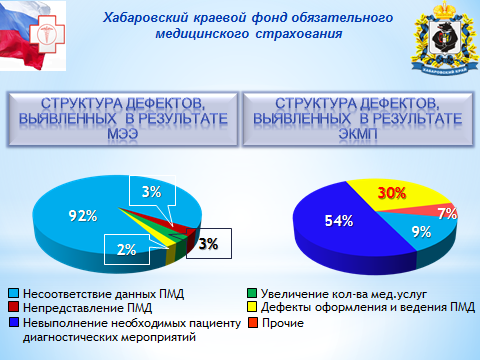 Хабаровский краевой фонд обязательного
медицинского страхования
ХАБАРОВСКИЙ КРАЙ
СТРУКТУРА ДЕФЕКТОВ,
ВЫЯВЛЕННЫХ В РЕЗУЛЬТАТЕ
МЭЭ
СТРУКТУРА ДЕФЕКТОВ,
ВЫЯВЛЕННЫХ В РЕЗУЛЬТАТЕ
ЭКМП
92%
3%
2%
3%
54%
30%
7%
9%
Несоответствие данных ПМД
Непредставление ПМД
Невыполнение необходимых пациенту
диагностических мероприятий
Увеличение кол-ва мед.услуг
Дефекты оформления и ведения ПМД
Прочие